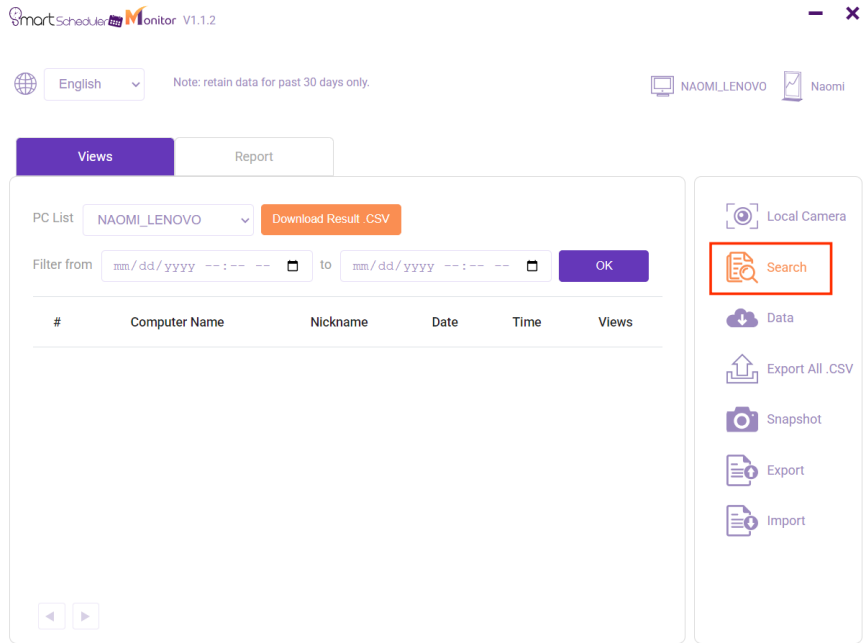 Smart Scheduler Monitor V1.1.2
English
Note: retain data for past 30 days only.
NAOMI_LENOVO
Naomi
Views
Report
PC List
NAOMI_LENOVO
Download Result .CSV
Filter from
mm/dd/yyyy --:-- --
to
mm/dd/yyyy --:-- --
OK
# Computer Name Nickname Date Time Views
Local Camera
Search
Data
Export All .CSV
Snapshot
Export
Import